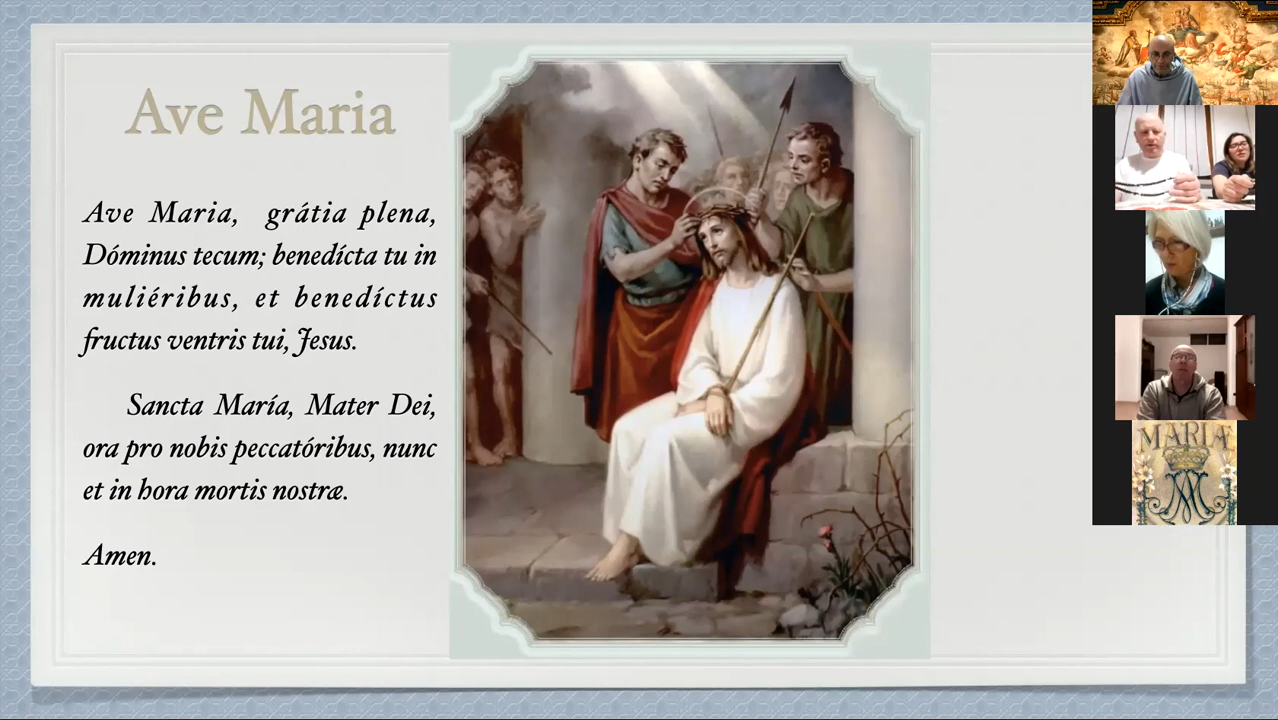 Ave Maria
Ave Maria, grátia plena,
Dóminus tecum; benedícta tu in
muliéribus, et benedíctus
fructus ventris tui, Jesus.
Sancta María, Mater Dei,
ora pro nobis peccatóribus, nunc
et in hora mortis nostræ.
Amen.
MARIA